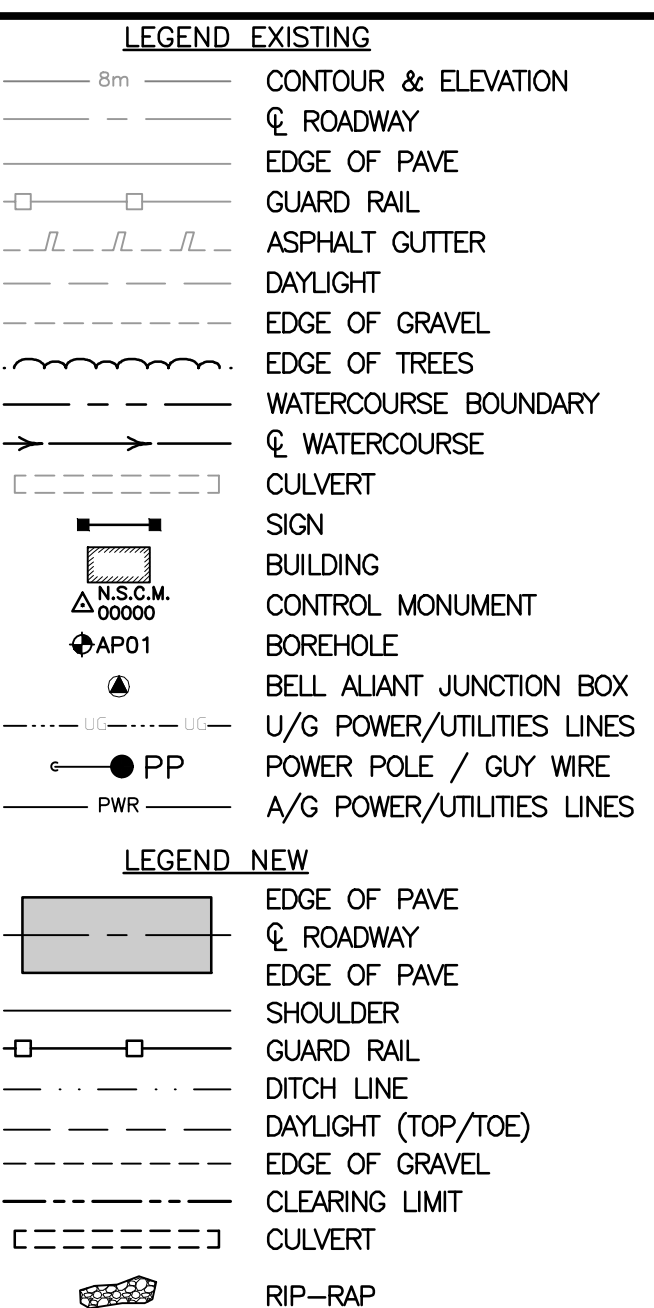 LEGEND EXISTING
8m CONTOUR & ELEVATION
℄ ROADWAY
EDGE OF PAVE
GUARD RAIL
ASPHALT GUTTER
DAYLIGHT
EDGE OF GRAVEL
EDGE OF TREES
WATERCOURSE BOUNDARY
℄ WATERCOURSE
CULVERT
SIGN
BUILDING
N.S.C.M.
00000
CONTROL MONUMENT
AP01 BOREHOLE
BELL ALIANT JUNCTION BOX
UG UG U/G POWER/UTILITIES LINES
PP POWER POLE / GUY WIRE
PWR A/G POWER/UTILITIES LINES
LEGEND NEW
EDGE OF PAVE
℄ ROADWAY
EDGE OF PAVE
SHOULDER
GUARD RAIL
DITCH LINE
DAYLIGHT (TOP/TOE)
EDGE OF GRAVEL
CLEARING LIMIT
CULVERT
RIP-RAP